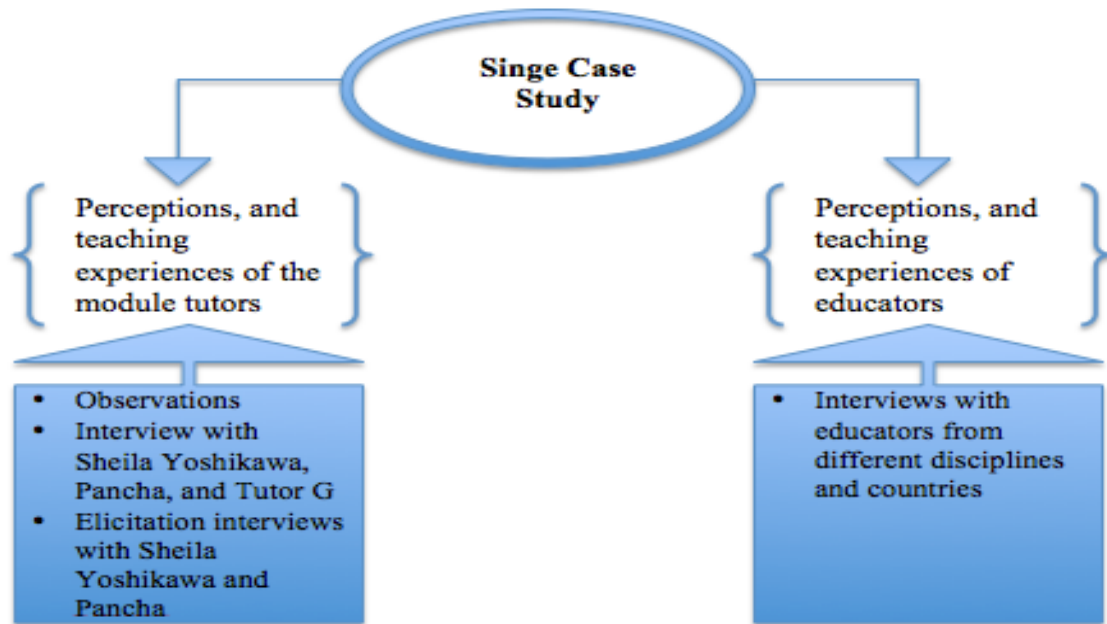 Singe Case
Study
Perceptions, and
teaching
experiences of the
module tutors
Perceptions, and
teaching
experiences of
educators
• Observations
• Interview with
Sheila Yoshikawa,
Pancha, and Tutor G
• Elicitation interviews
with Sheila
Yoshikawa and
Pancha
• Interviews with
educators from
different disciplines
and countries